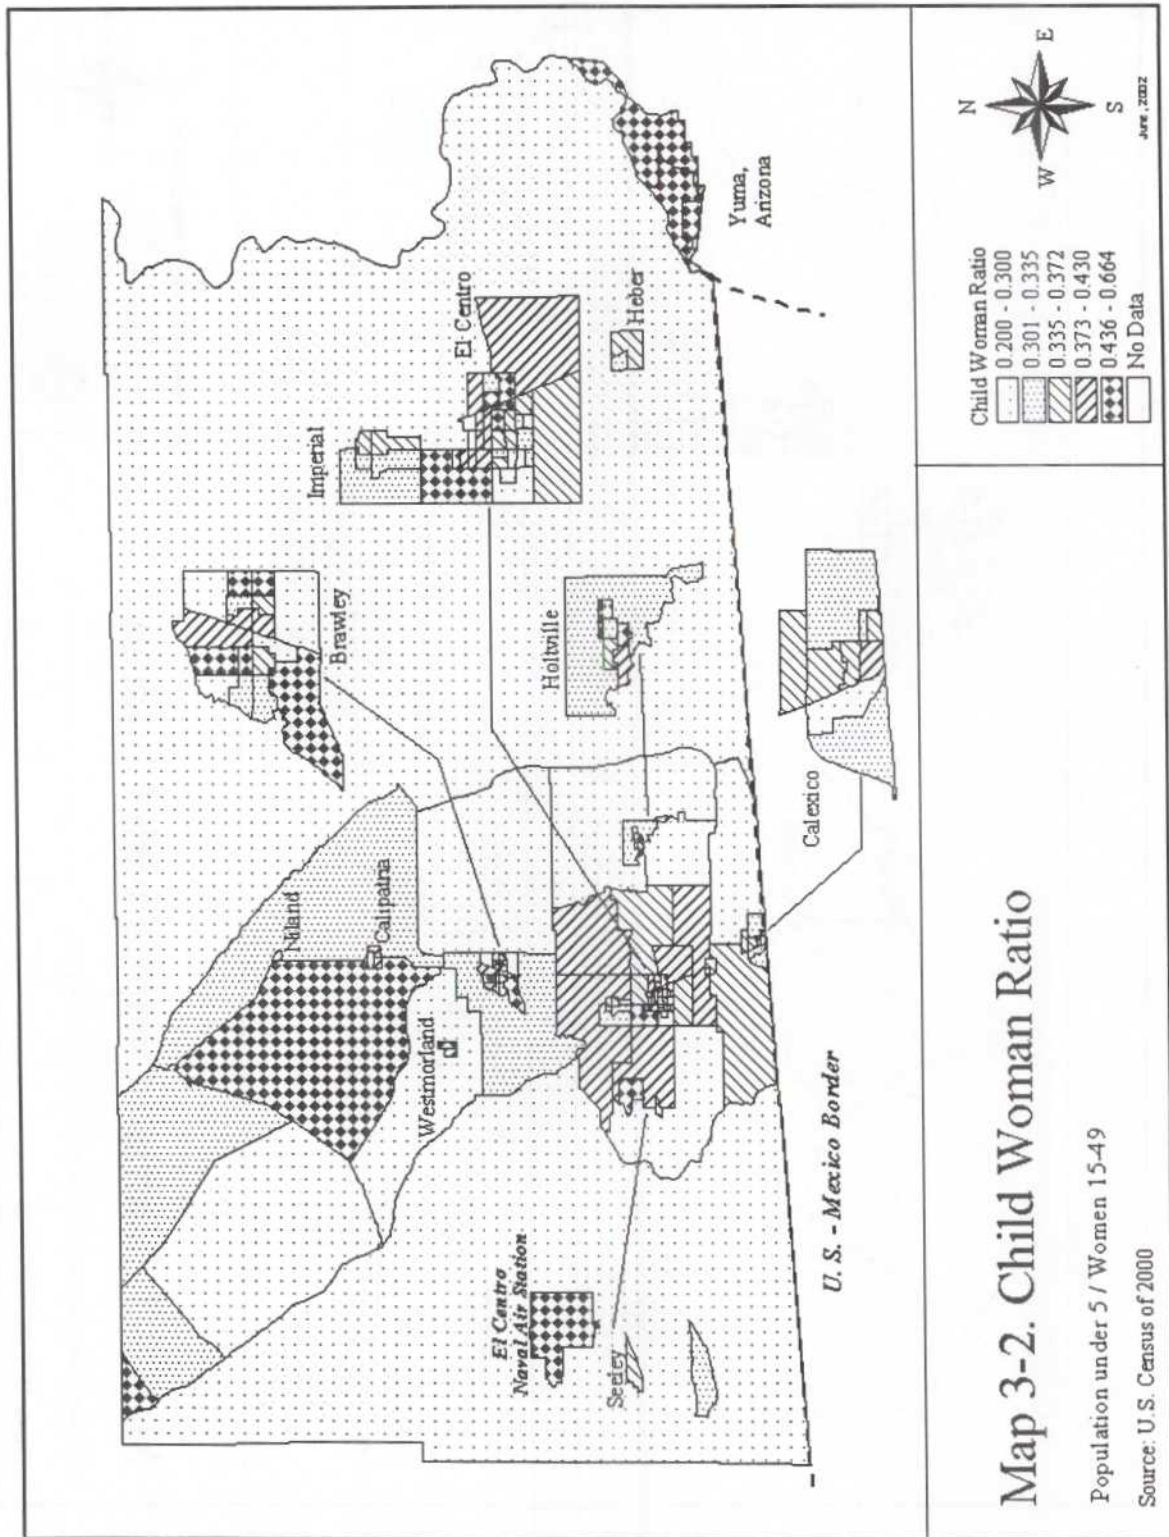 Niland
Calipatria
Westmorland
Brawley
Imperial
El Centro
Holtville
Heber
Yuma,
Arizona
El Centro
Naval Air Station
Seeley
Calexico
U.S. - Mexico Border
Map 3-2. Child Woman Ratio
Population under 5 / Women 15-49
Source: U.S. Census of 2000
Child Woman Ratio
0.200 - 0.300
0.301 - 0.335
0.335 - 0.372
0.373 - 0.430
0.436 - 0.664
No Data
N
W
E
S
June, 2002